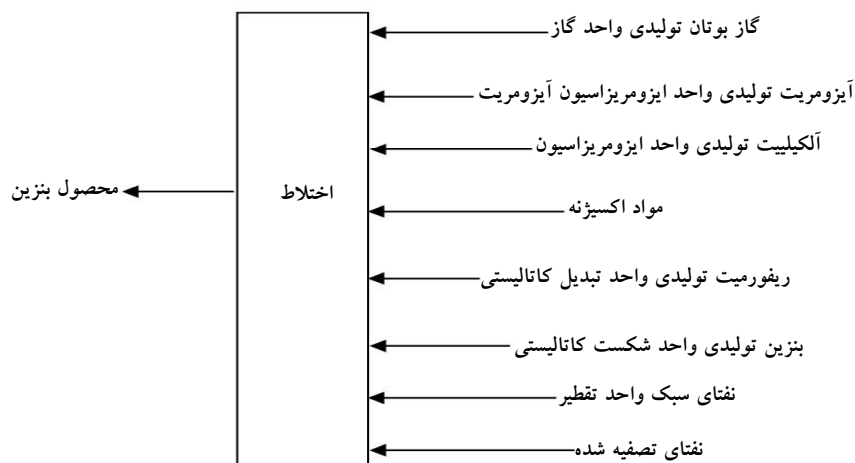 گاز بوتان تولیدی واحد گاز
آیزومریت تولیدی واحد ایزومریزاسیون آیزومریت
آلکیلییت تولیدی واحد ایزومریزاسیون
محصول بنزین
اختلاط
مواد اکسیژنه
ریفورمیت تولیدی واحد تبدیل کاتالیستی
بنزین تولیدی واحد شکست کاتالیستی
نفتای سبک واحد تقطیر
نفتای تصفیه شده